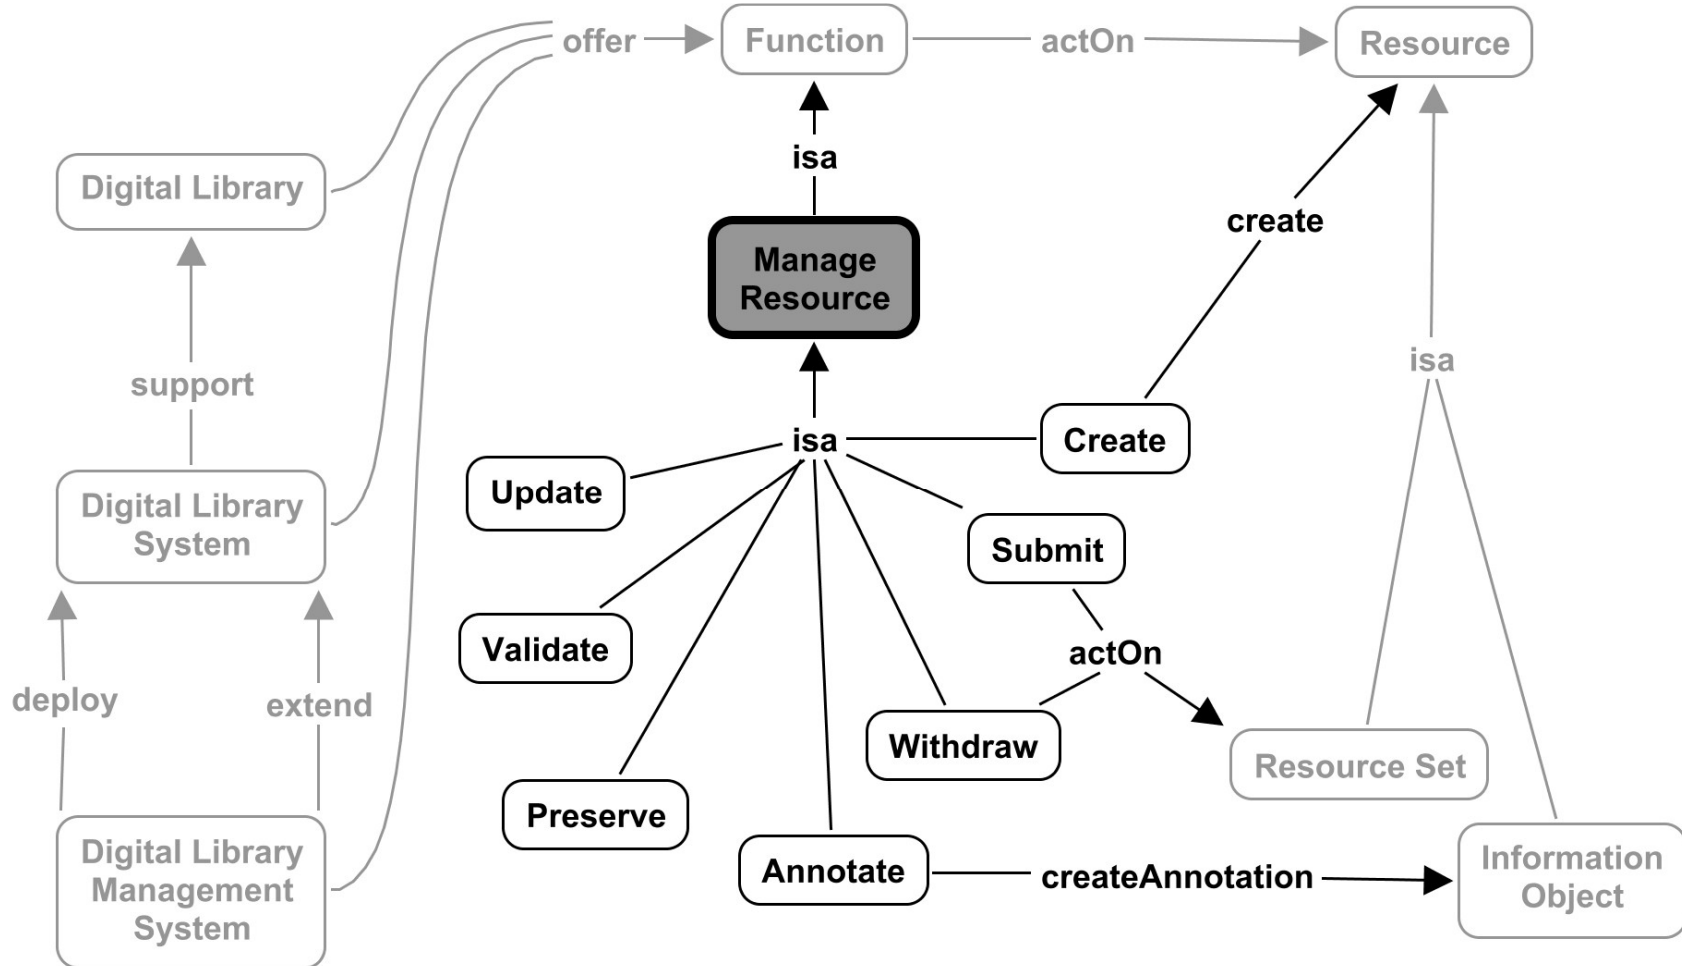 offer
Function
actOn
Resource
isa
Digital Library
create
Manage
Resource
support
isa
isa
Create
Update
Digital Library
System
Submit
Validate
actOn
deploy
extend
Withdraw
Resource Set
Preserve
Digital Library
Management
System
Annotate
createAnnotation
Information
Object